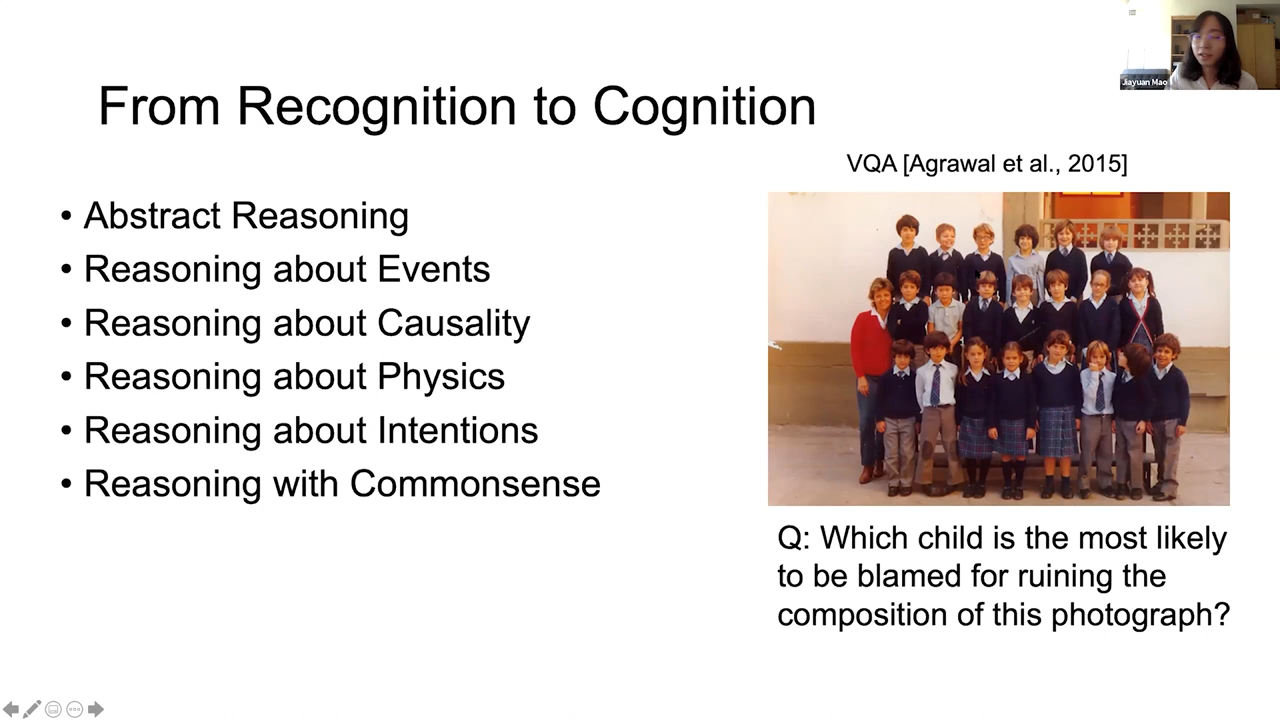 Jiayuan Mao
From Recognition to Cognition
VQA [Agrawal et al., 2015]
• Abstract Reasoning
• Reasoning about Events
• Reasoning about Causality
• Reasoning about Physics
• Reasoning about Intentions
• Reasoning with Commonsense
Q: Which child is the most likely
to be blamed for ruining the
composition of this photograph?